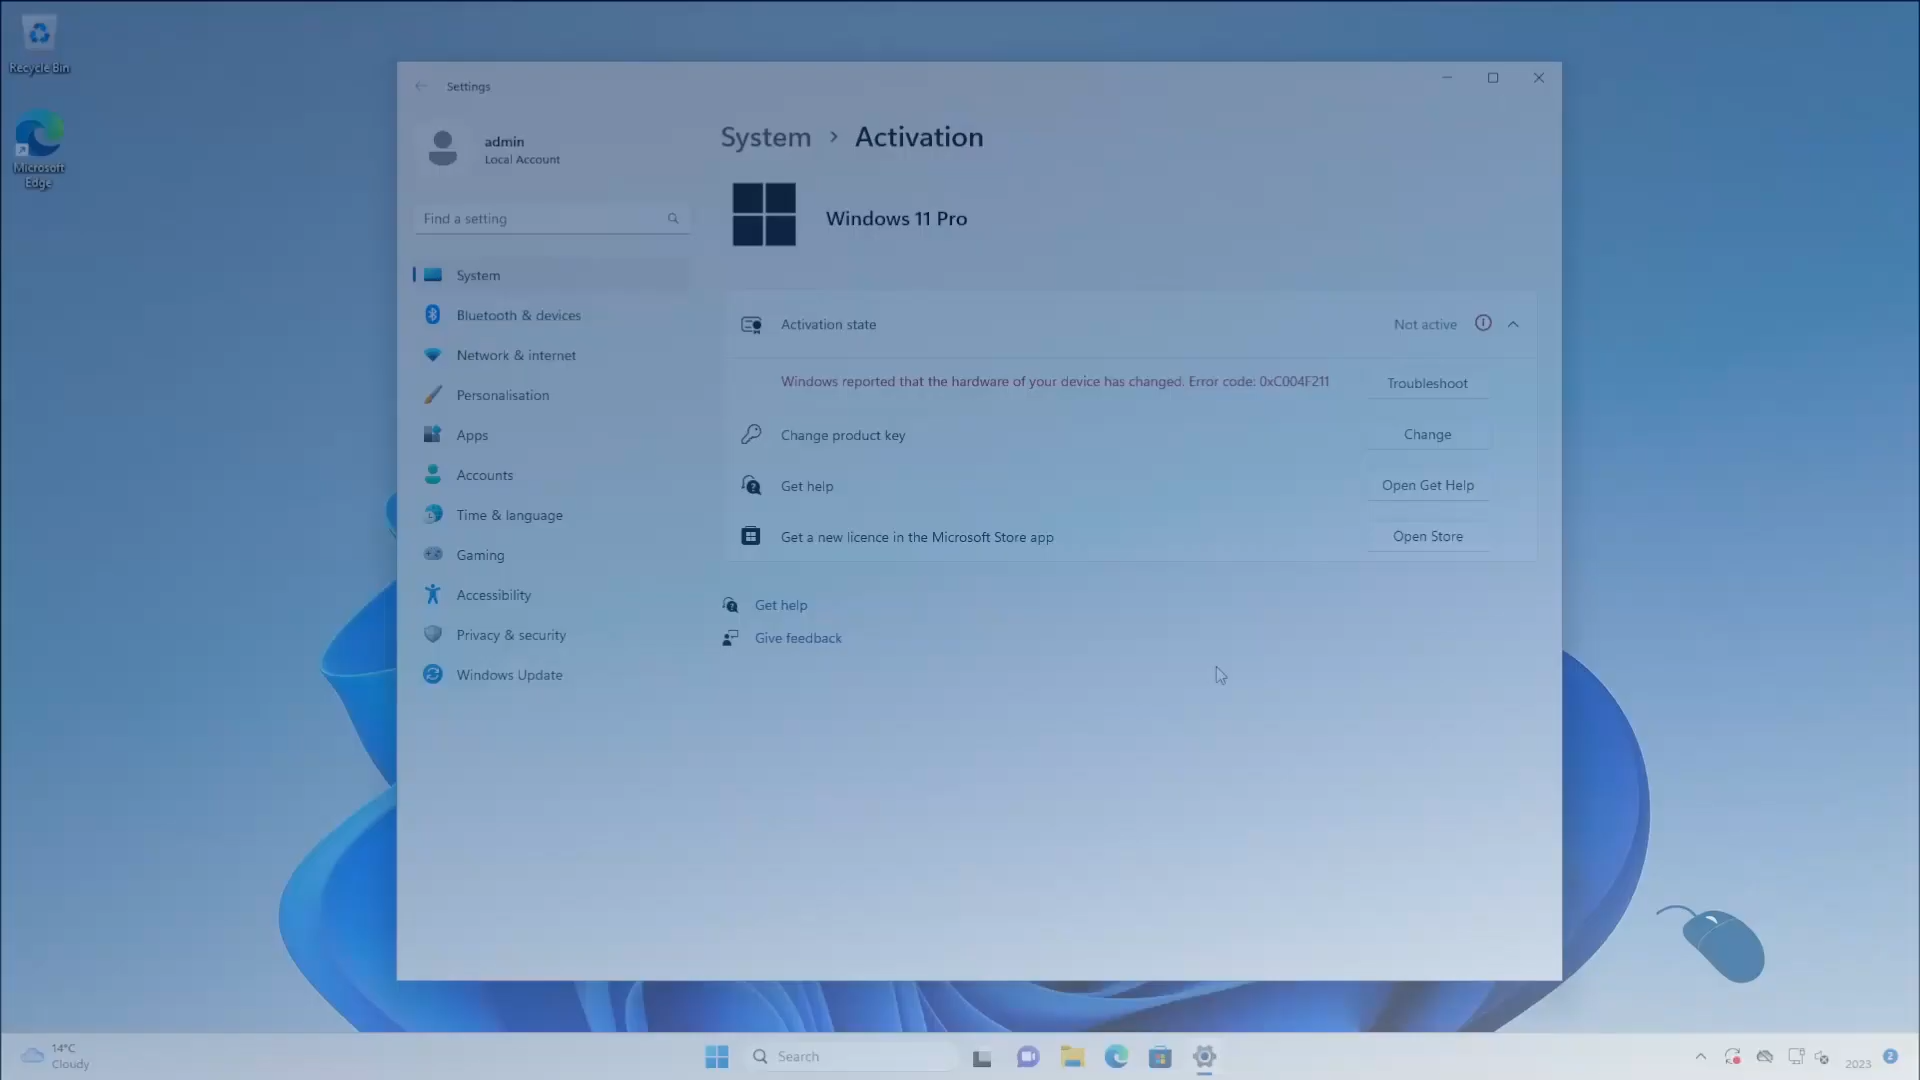 Recycle Bin
Microsoft
Edge
Settings
admin
Local Account
Find a setting
System
Bluetooth & devices
Network & internet
Personalisation
Apps
Accounts
Time & language
Gaming
Accessibility
Privacy & security
Windows Update
System › Activation
Windows 11 Pro
Activation state Not active
Windows reported that the hardware of your device has changed. Error code: 0xC004F211 Troubleshoot
Change product key Change
Get help Open Get Help
Get a new licence in the Microsoft Store app Open Store
Get help
Give feedback
14°C
Cloudy
Search
2023
2